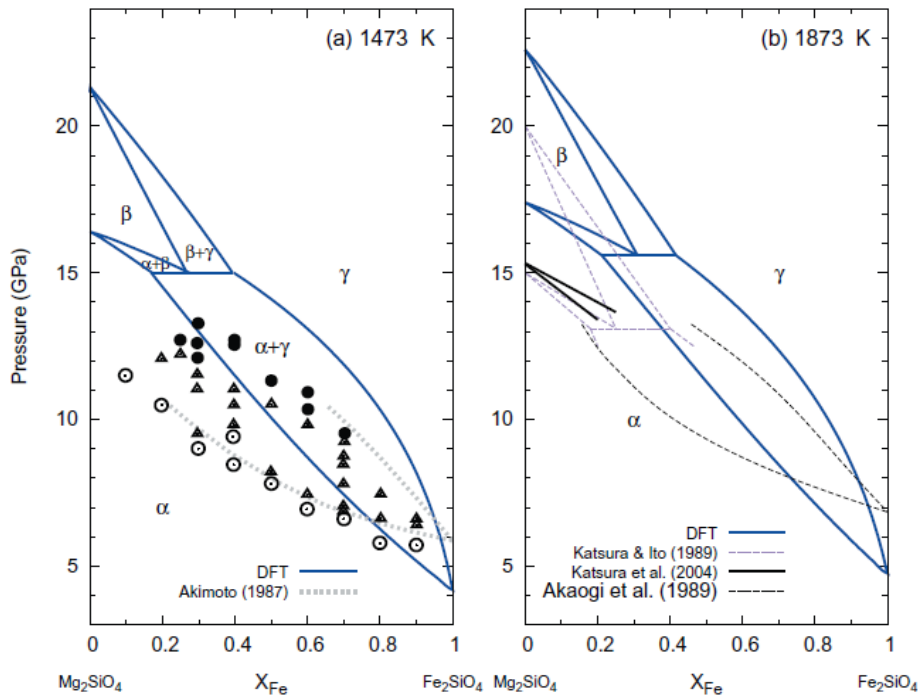 (a) 1473 K
(b) 1873 K
Pressure (GPa)
20
15
10
5
β
α+β
β+γ
γ
α+γ
α
DFT
Akimoto (1987)
0
0.2
0.4
0.6
0.8
1
Mg₂SiO₄
X_Fe
Fe₂SiO₄
20
15
10
5
β
γ
α
DFT
Katsura & Ito (1989)
Katsura et al. (2004)
Akaogi et al. (1989)
0
0.2
0.4
0.6
0.8
1
Mg₂SiO₄
X_Fe
Fe₂SiO₄